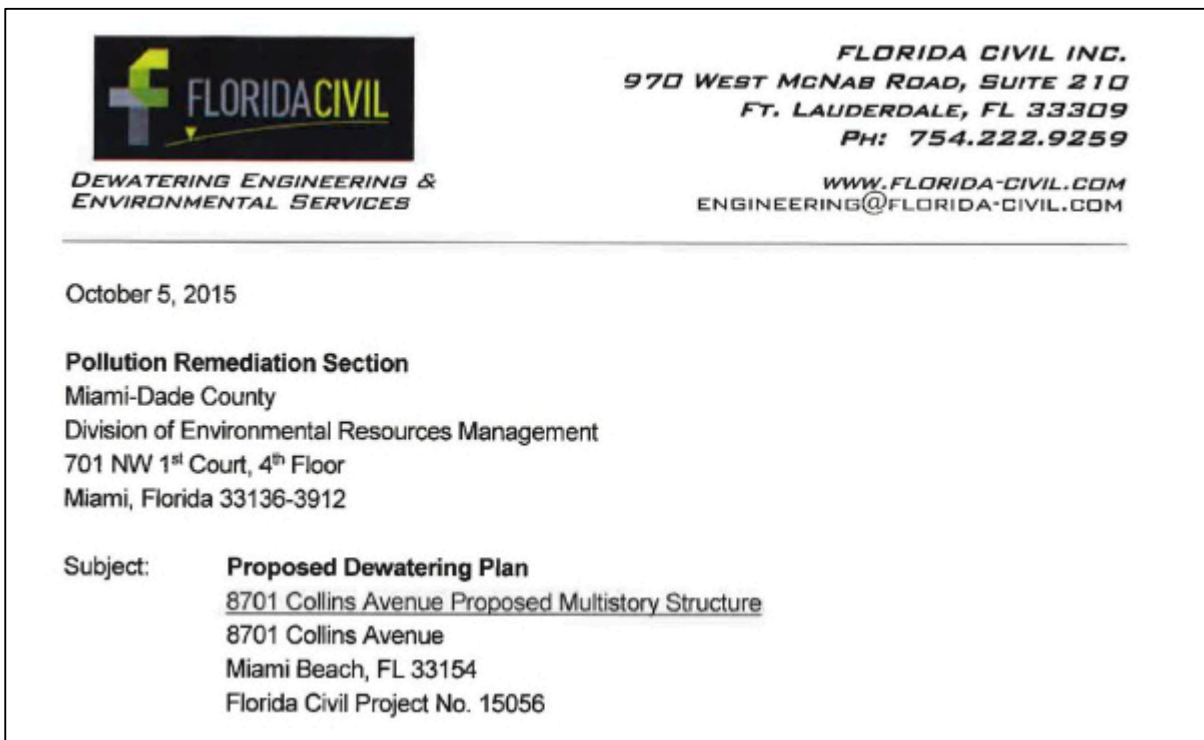 FLORIDACIVIL
DEWATERING ENGINEERING &
ENVIRONMENTAL SERVICES
FLORIDA CIVIL INC.
970 WEST MCNAB ROAD, SUITE 210
FT. LAUDERDALE, FL 33309
PH: 754.222.9259
WWW.FLORIDA-CIVIL.COM
ENGINEERING@FLORIDA-CIVIL.COM
October 5, 2015
Pollution Remediation Section
Miami-Dade County
Division of Environmental Resources Management
701 NW 1st Court, 4th Floor
Miami, Florida 33136-3912
Subject: Proposed Dewatering Plan
8701 Collins Avenue Proposed Multistory Structure
8701 Collins Avenue
Miami Beach, FL 33154
Florida Civil Project No. 15056